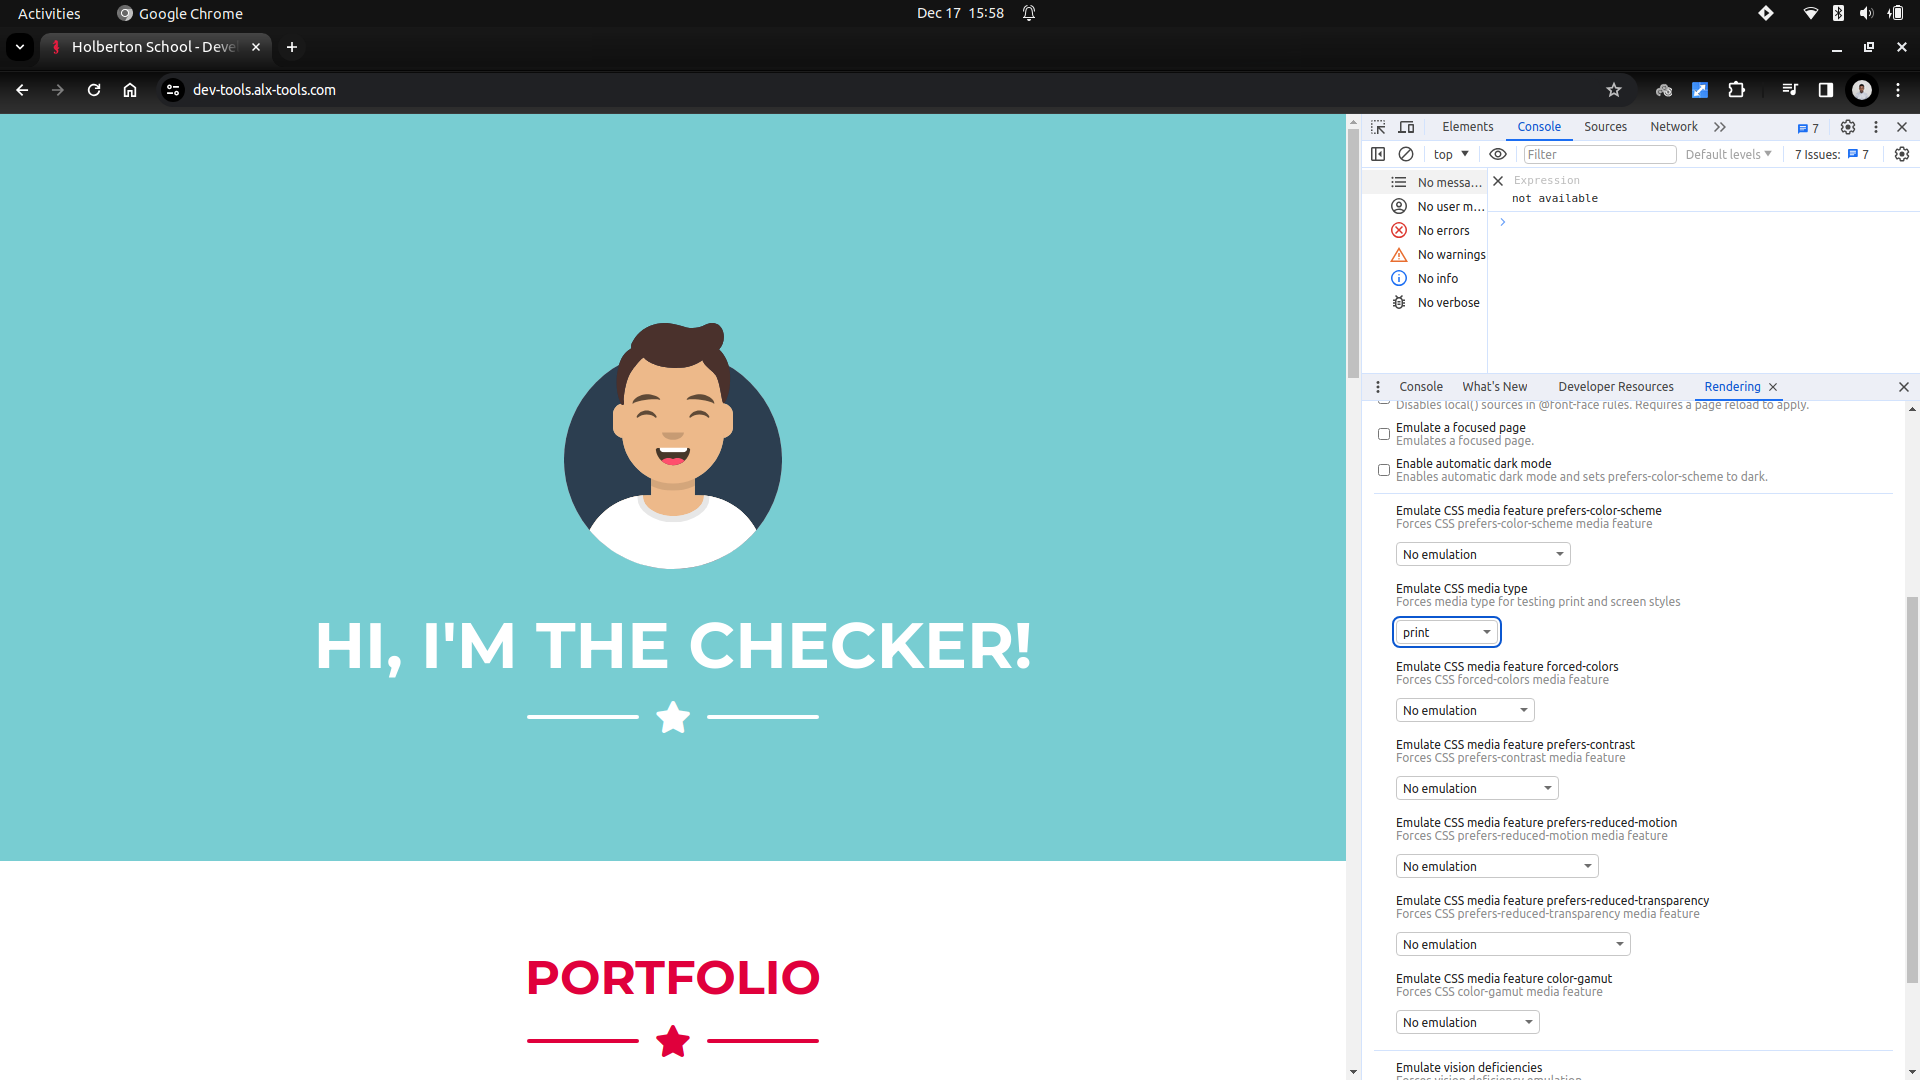 Activities
Google Chrome
Dec 17 15:58
Holberton School - Deve
dev-tools.alx-tools.com
Elements
Console
Sources
Network
7
top
Filter
Default levels
7 Issues:
7
No messa...
No user m...
No errors
No warnings
No info
No verbose
Expression
not available
Console
What's New
Developer Resources
Rendering
Disables local() sources in @font-face rules. Requires a page reload to apply.
Emulate a focused page
Emulates a focused page.
Enable automatic dark mode
Enables automatic dark mode and sets prefers-color-scheme to dark.
Emulate CSS media feature prefers-color-scheme
Forces CSS prefers-color-scheme media feature
No emulation
Emulate CSS media type
Forces media type for testing print and screen styles
print
Emulate CSS media feature forced-colors
Forces CSS forced-colors media feature
No emulation
Emulate CSS media feature prefers-contrast
Forces CSS prefers-contrast media feature
No emulation
Emulate CSS media feature prefers-reduced-motion
Forces CSS prefers-reduced-motion media feature
No emulation
Emulate CSS media feature prefers-reduced-transparency
Forces CSS prefers-reduced-transparency media feature
No emulation
Emulate CSS media feature color-gamut
Forces CSS color-gamut media feature
No emulation
Emulate vision deficiencies
Forces vision deficiency emulation
HI, I'M THE CHECKER!
PORTFOLIO